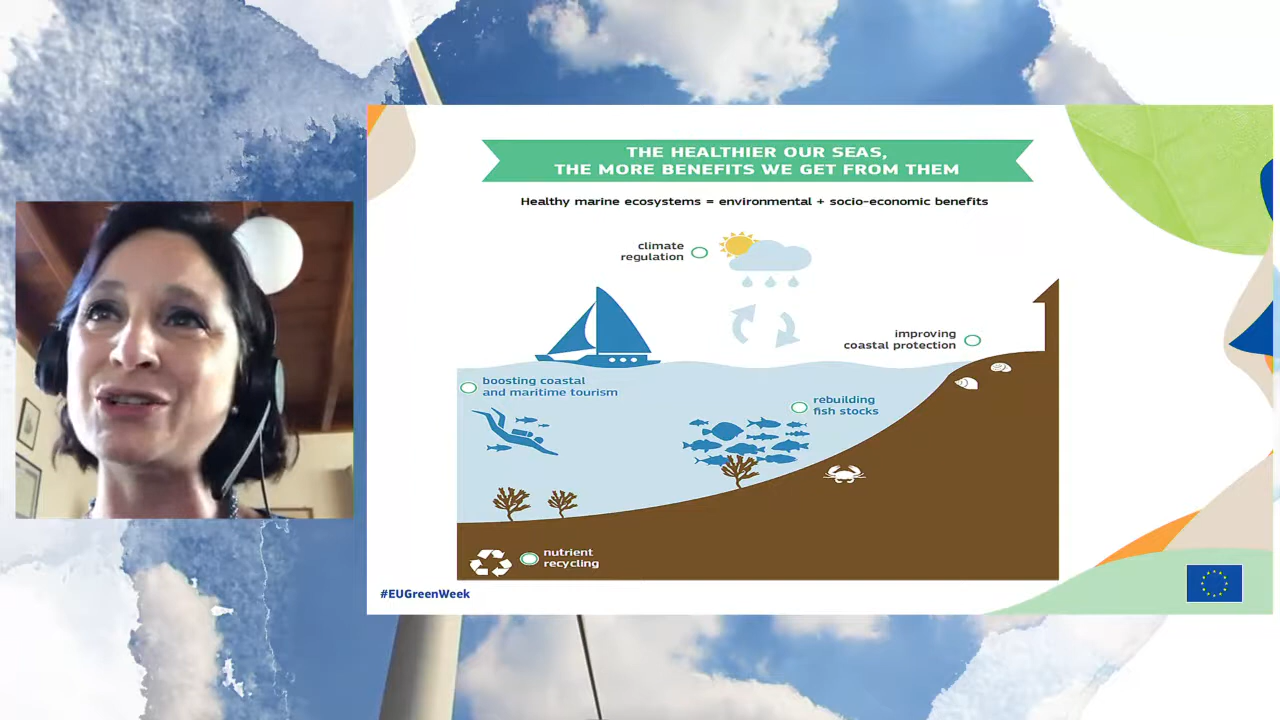 THE HEALTHIER OUR SEAS,
THE MORE BENEFITS WE GET FROM THEM
Healthy marine ecosystems = environmental + socio-economic benefits
climate
regulation
improving
coastal protection
boosting coastal
and maritime tourism
rebuilding
fish stocks
nutrient
recycling
#EUGreenWeek